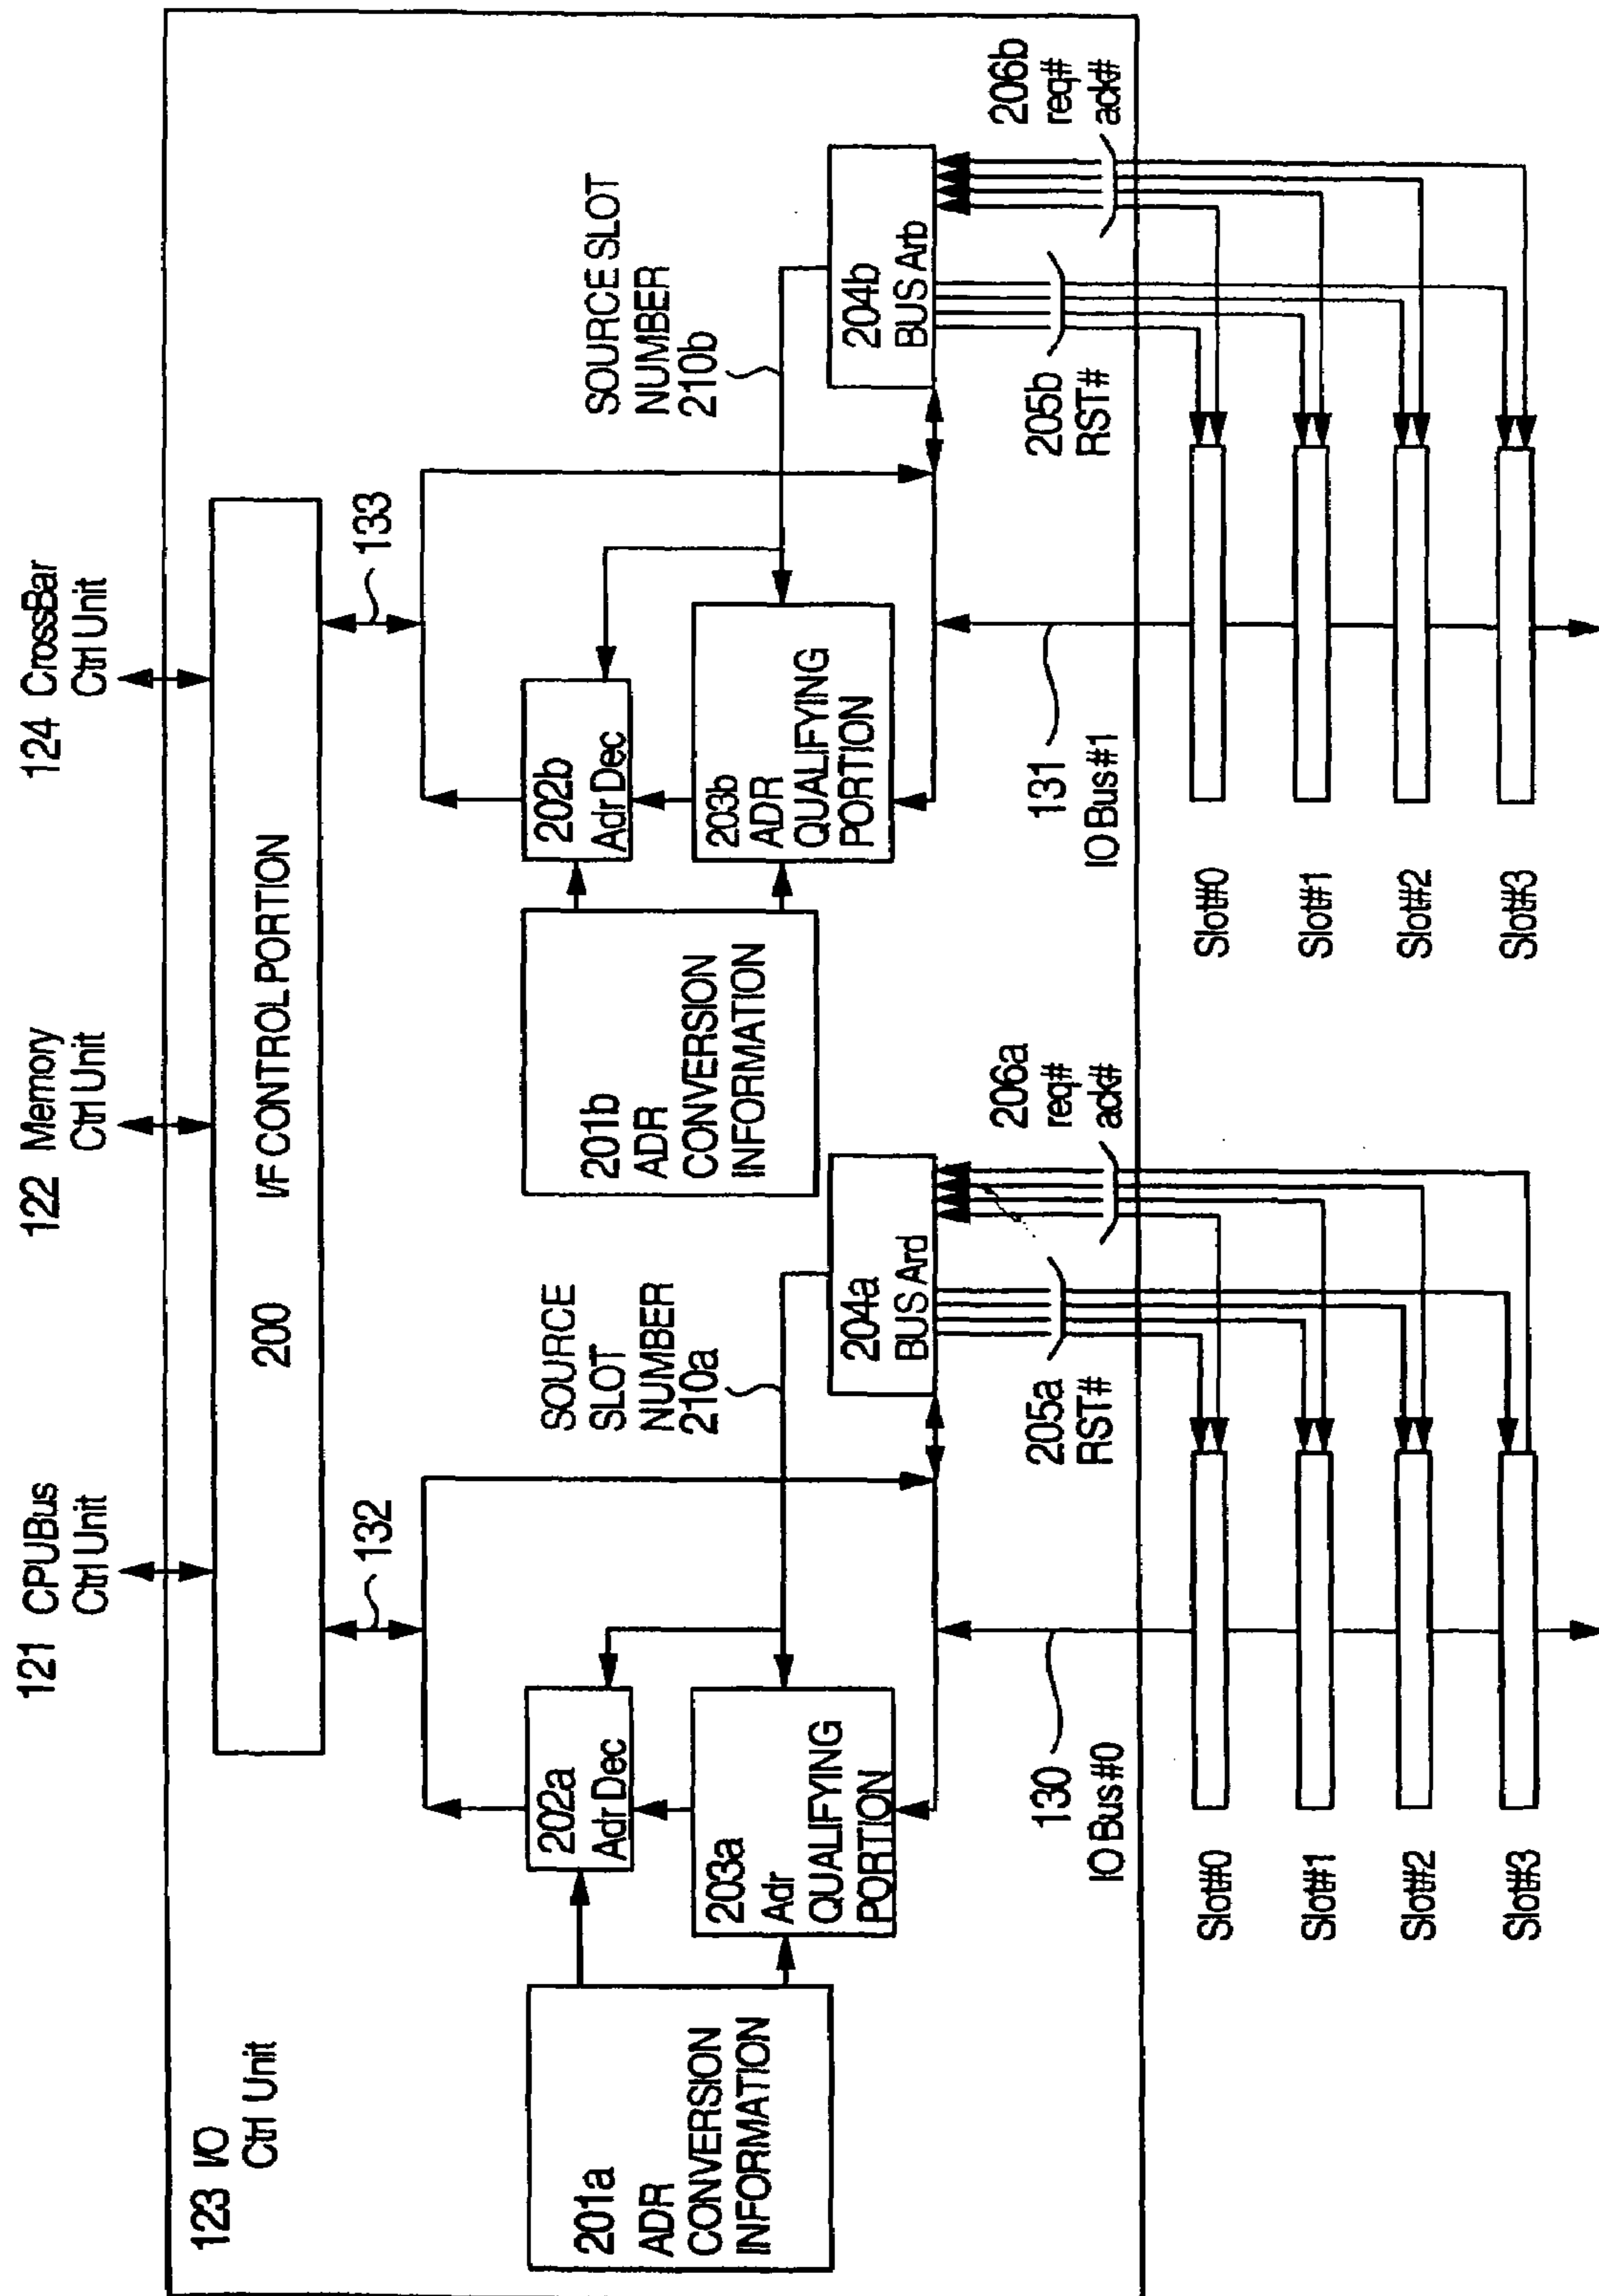 121 CPUBus
Ctrl Unit
122 Memory
Ctrl Unit
124 CrossBar
Ctrl Unit
123 I/O
Ctrl Unit
200 I/F CONTROL PORTION
132
133
201a
ADR
CONVERSION
INFORMATION
202a
Adr Dec
203a
Adr
QUALIFYING
PORTION
SOURCE
SLOT
NUMBER
210a
204a
BUS Ard
201b
ADR
CONVERSION
INFORMATION
202b
Adr Dec
203b
ADR
QUALIFYING
PORTION
SOURCE SLOT
NUMBER
210b
204b
BUS Arb
130
IO Bus#0
205a
RST#
206a
req#
ack#
131
IO Bus#1
205b
RST#
206b
req#
ack#
Slot#0
Slot#1
Slot#2
Slot#3
Slot#0
Slot#1
Slot#2
Slot#3